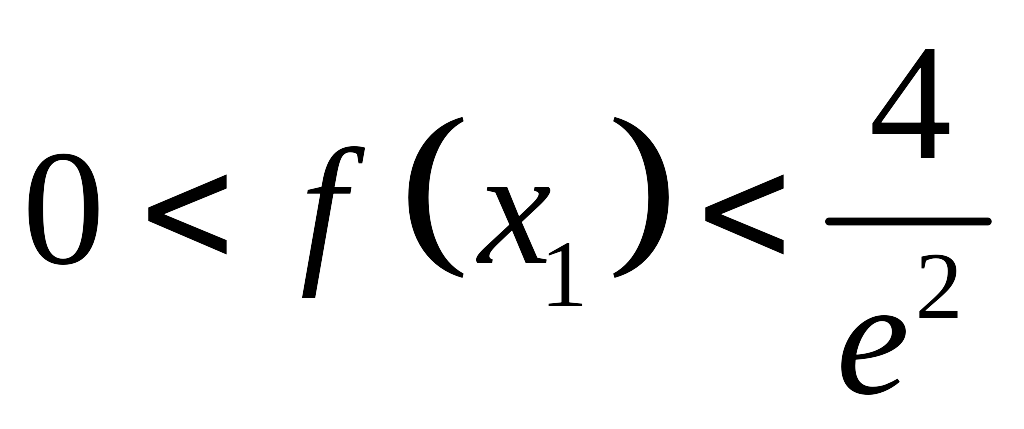 0 < f(x₁) < 4/e²